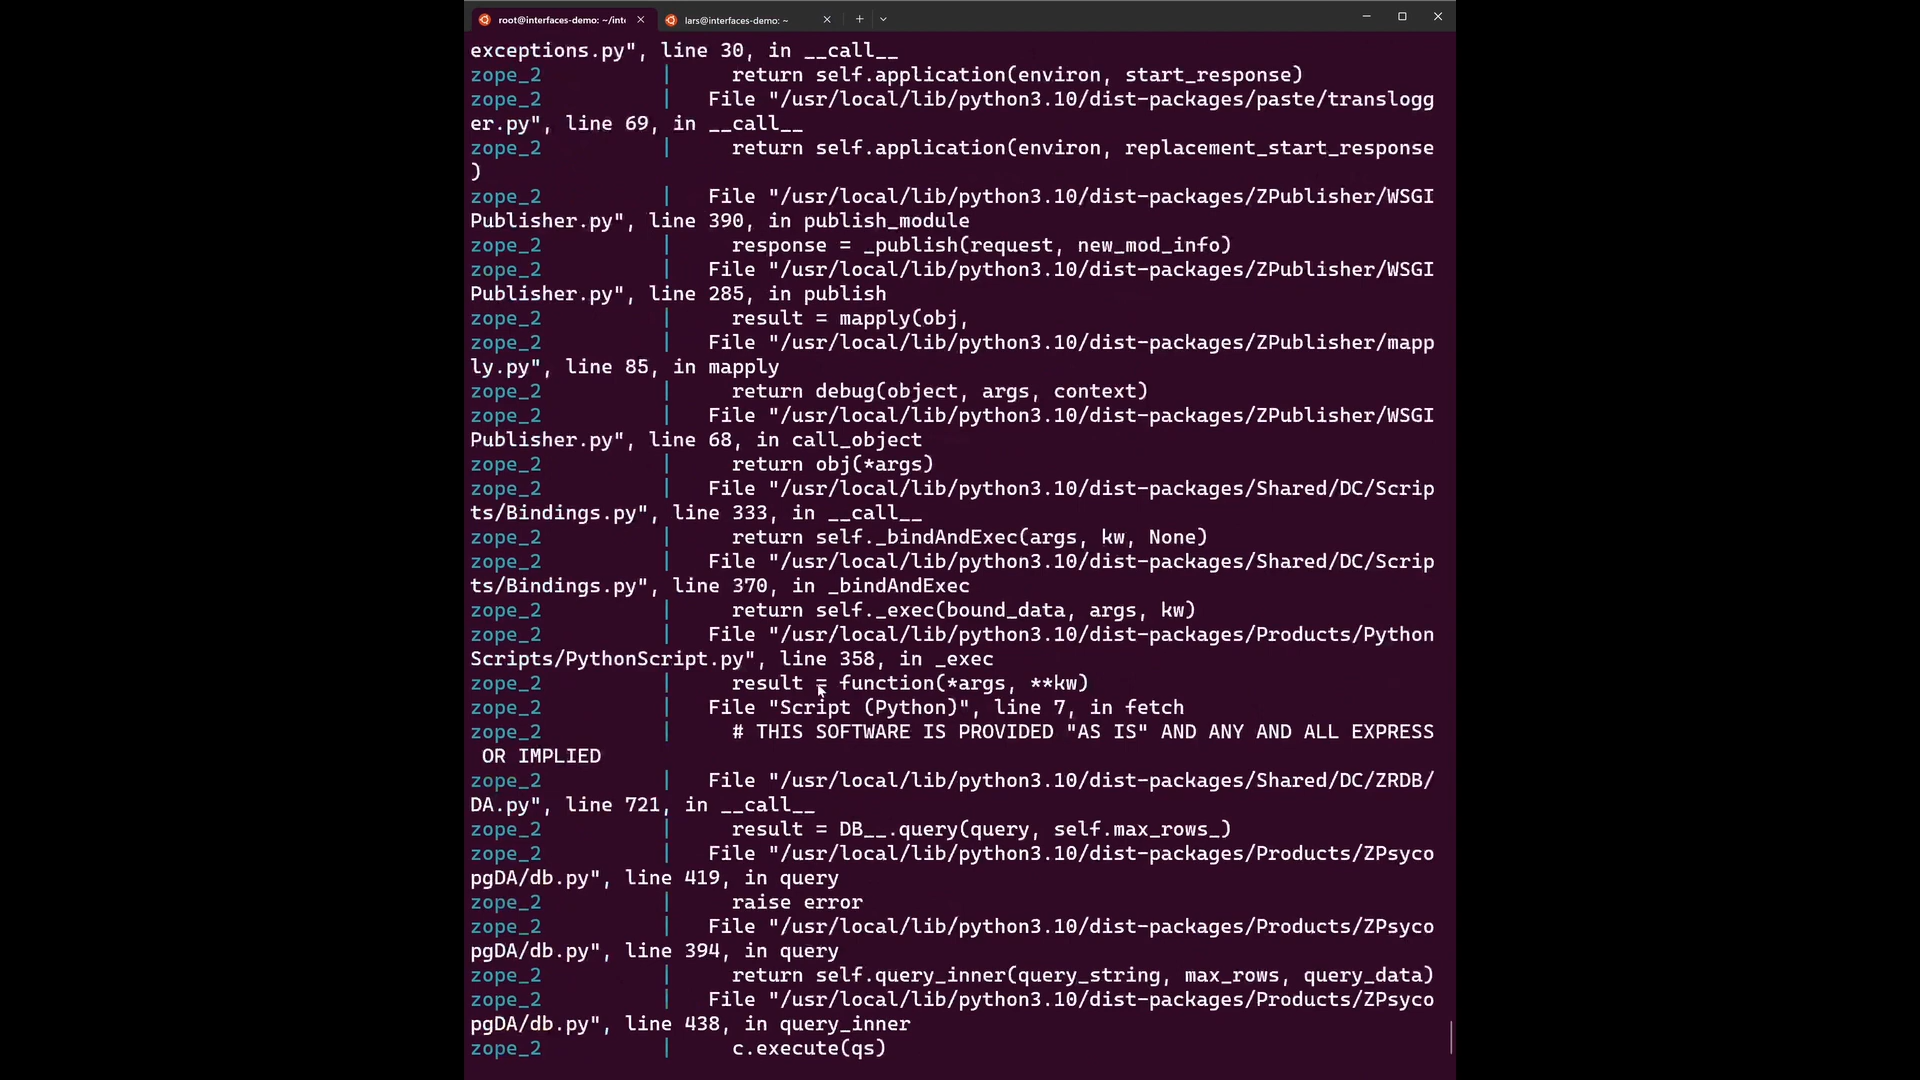 root@interfaces-demo: ~/inte
lars@interfaces-demo: ~
exceptions.py", line 30, in __call__
zope_2 | return self.application(environ, start_response)
zope_2 | File "/usr/local/lib/python3.10/dist-packages/paste/translogg
er.py", line 69, in __call__
zope_2 | return self.application(environ, replacement_start_response
)
zope_2 | File "/usr/local/lib/python3.10/dist-packages/ZPublisher/WSGI
Publisher.py", line 390, in publish_module
zope_2 | response = _publish(request, new_mod_info)
zope_2 | File "/usr/local/lib/python3.10/dist-packages/ZPublisher/WSGI
Publisher.py", line 285, in publish
zope_2 | result = mapply(obj,
zope_2 | File "/usr/local/lib/python3.10/dist-packages/ZPublisher/mapp
ly.py", line 85, in mapply
zope_2 | return debug(object, args, context)
zope_2 | File "/usr/local/lib/python3.10/dist-packages/ZPublisher/WSGI
Publisher.py", line 68, in call_object
zope_2 | return obj(*args)
zope_2 | File "/usr/local/lib/python3.10/dist-packages/Shared/DC/Scrip
ts/Bindings.py", line 333, in __call__
zope_2 | return self._bindAndExec(args, kw, None)
zope_2 | File "/usr/local/lib/python3.10/dist-packages/Shared/DC/Scrip
ts/Bindings.py", line 370, in _bindAndExec
zope_2 | return self._exec(bound_data, args, kw)
zope_2 | File "/usr/local/lib/python3.10/dist-packages/Products/Python
Scripts/PythonScript.py", line 358, in _exec
zope_2 | result = function(*args, **kw)
zope_2 | File "Script (Python)", line 7, in fetch
zope_2 | # THIS SOFTWARE IS PROVIDED "AS IS" AND ANY AND ALL EXPRESS
OR IMPLIED
zope_2 | File "/usr/local/lib/python3.10/dist-packages/Shared/DC/ZRDB/
DA.py", line 721, in __call__
zope_2 | result = DB__.query(query, self.max_rows_)
zope_2 | File "/usr/local/lib/python3.10/dist-packages/Products/ZPsyco
pgDA/db.py", line 419, in query
zope_2 | raise error
zope_2 | File "/usr/local/lib/python3.10/dist-packages/Products/ZPsyco
pgDA/db.py", line 394, in query
zope_2 | return self.query_inner(query_string, max_rows, query_data)
zope_2 | File "/usr/local/lib/python3.10/dist-packages/Products/ZPsyco
pgDA/db.py", line 438, in query_inner
zope_2 | c.execute(qs)